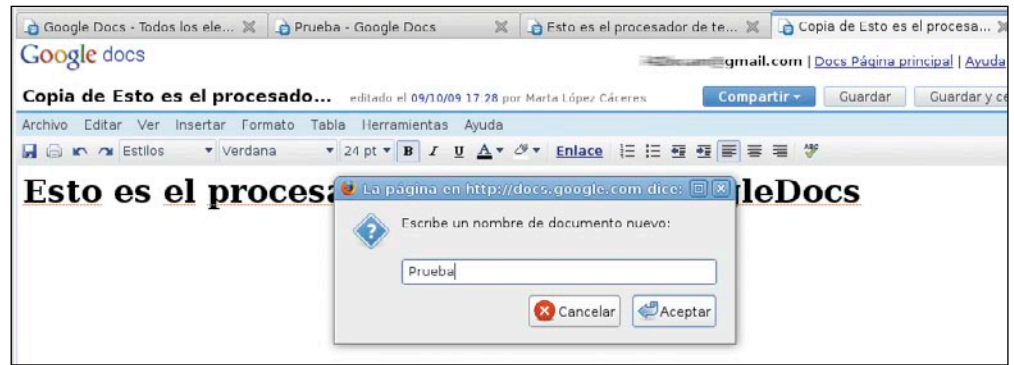 Google Docs - Todos los ele... Prueba - Google Docs Esto es el procesador de te... Copia de Esto es el procesa...
Google docs
gmail.com | Docs Página principal | Ayuda
Copia de Esto es el procesado... editado el 09/10/09 17:28 por Marta López Cáceres Compartir Guardar Guardar y ce
Archivo Editar Ver Insertar Formato Tabla Herramientas Ayuda
Estilos Verdana 24 pt B I U A Enlace
Esto es el proces leDocs
La página en http://docs.google.com dice:
Escribe un nombre de documento nuevo:
Prueba
Cancelar Aceptar